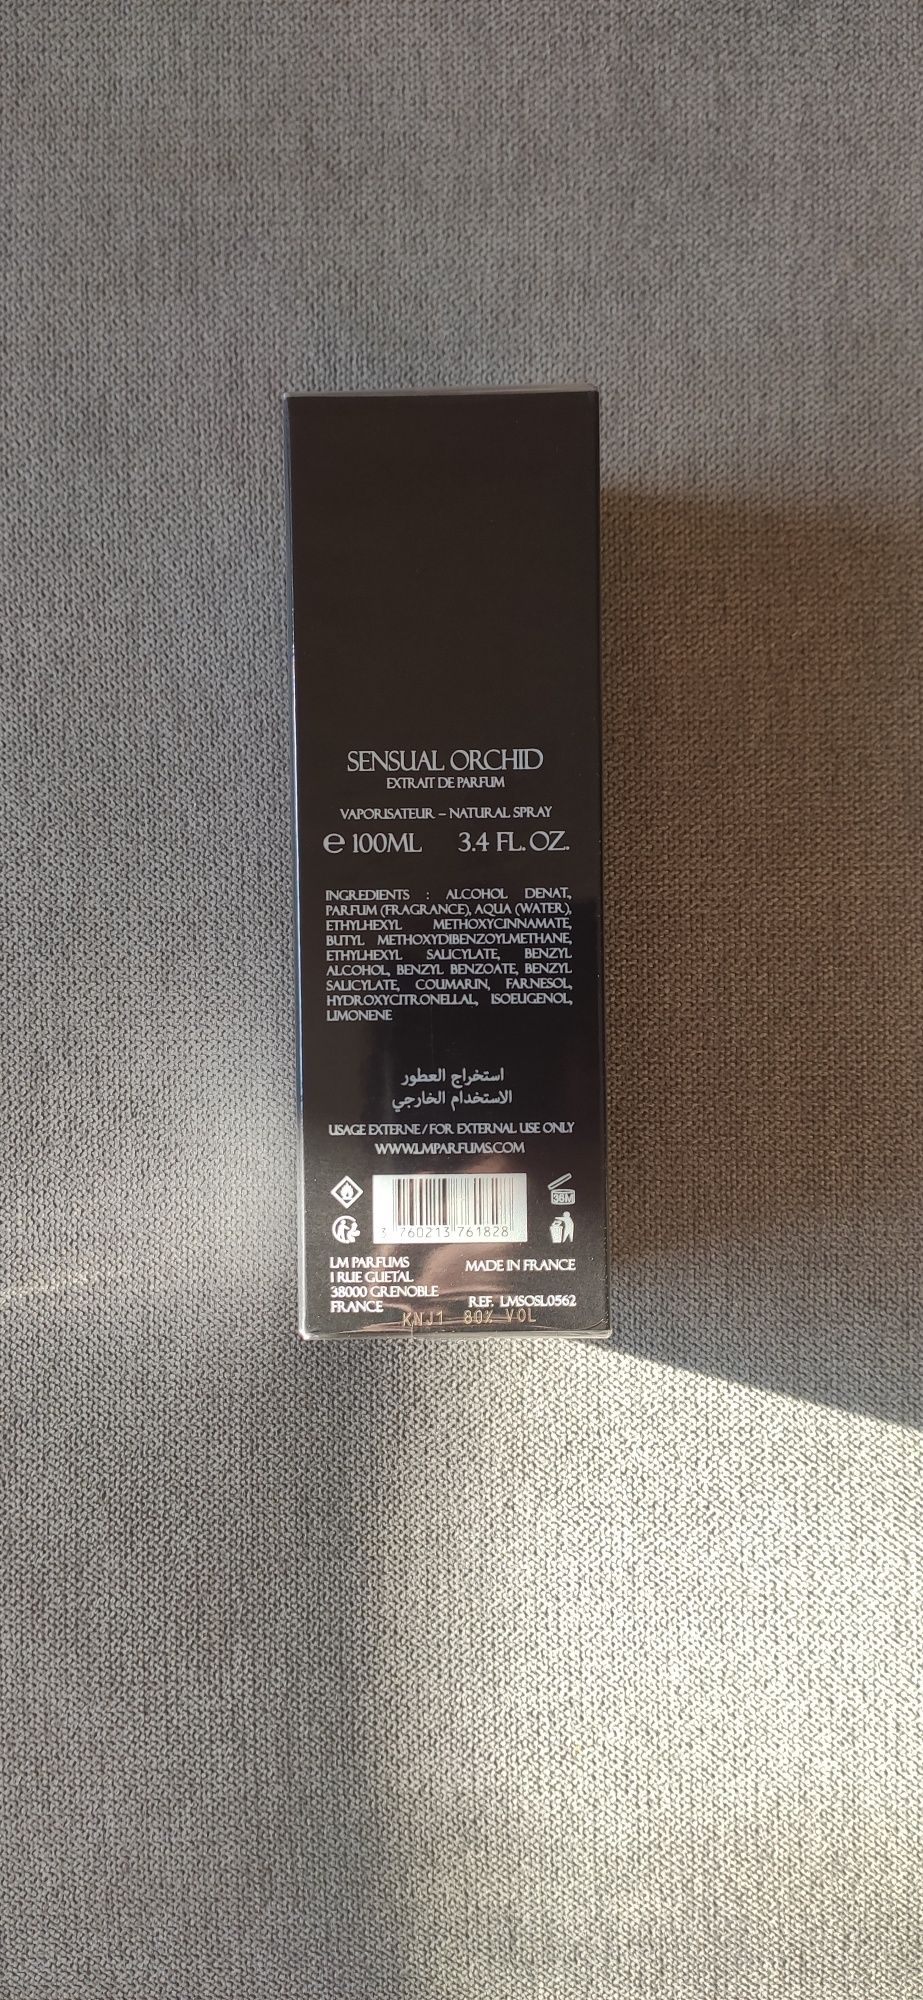 SENSUAL ORCHID
EXTRAIT DE PARFUM
VAPORISATEUR – NATURAL SPRAY
℮ 100ML 3.4 FL. OZ.
INGREDIENTS : ALCOHOL DENAT.,
PARFUM (FRAGRANCE), AQUA (WATER),
ETHYLHEXYL METHOXYCINNAMATE,
BUTYL METHOXYDIBENZOYLMETHANE,
ETHYLHEXYL SALICYLATE, BENZYL
ALCOHOL, BENZYL BENZOATE, BENZYL
SALICYLATE, COUMARIN, FARNESOL,
HYDROXYCITRONELLAL, ISOEUGENOL,
LIMONENE
استخراج العطور
الاستخدام الخارجي
USAGE EXTERNE / FOR EXTERNAL USE ONLY
WWW.LMPARFUMS.COM
36M
3 760213 761828
LM PARFUMS
1 RUE GUETAL
38000 GRENOBLE
FRANCE
MADE IN FRANCE
REF. LMSOSL0562
KNJ1 80% VOL